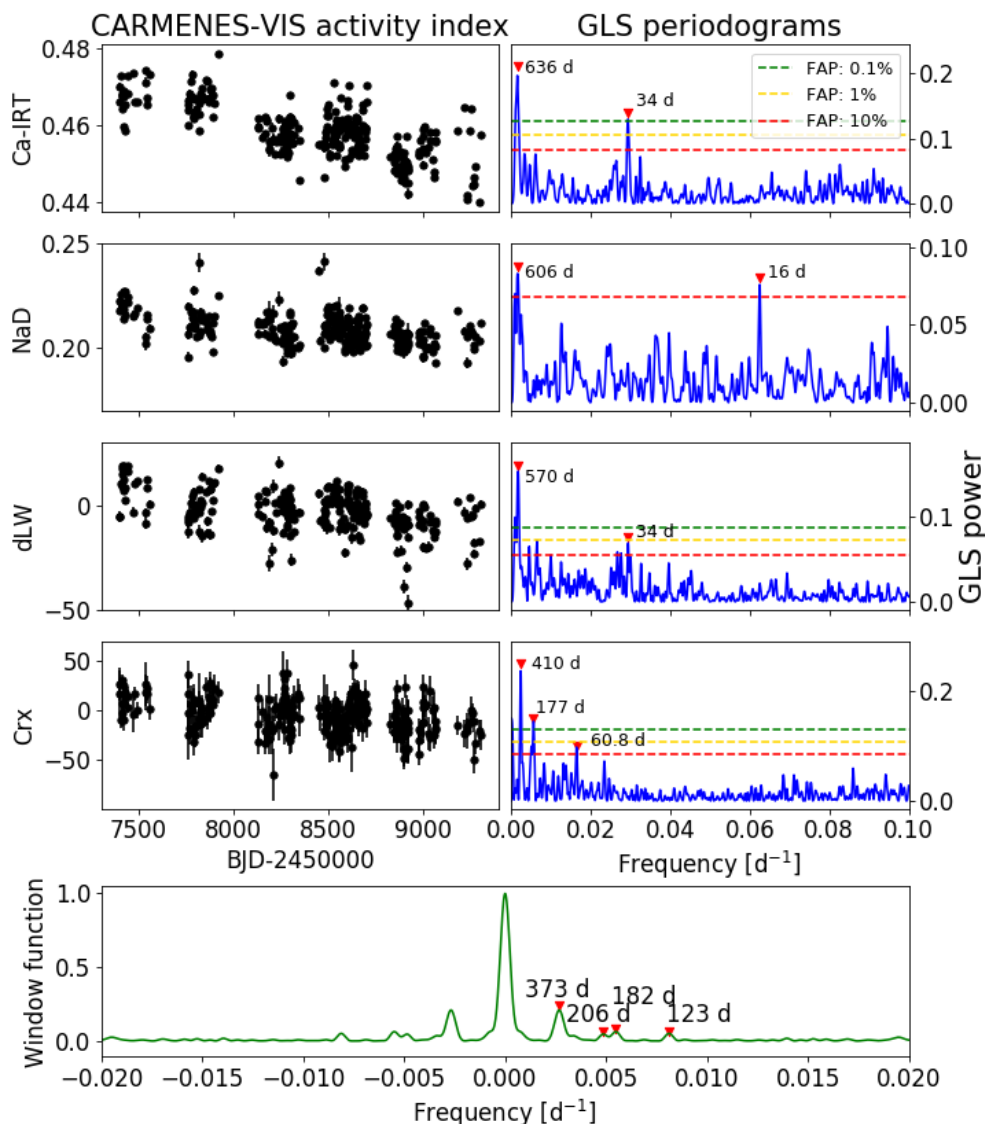 CARMENES-VIS activity index
GLS periodograms
0.48
0.46
0.44
Ca-IRT
636 d
34 d
FAP: 0.1%
FAP: 1%
FAP: 10%
0.2
0.1
0.0
0.25
0.20
NaD
606 d
16 d
0.10
0.05
0.00
0
−50
dLW
570 d
34 d
0.1
0.0
GLS power
50
0
−50
Crx
410 d
177 d
60.8 d
0.2
0.0
7500 8000 8500 9000
BJD-2450000
0.00 0.02 0.04 0.06 0.08 0.10
Frequency [d⁻¹]
1.0
0.5
0.0
Window function
373 d
206 d
182 d
123 d
−0.020 −0.015 −0.010 −0.005 0.000 0.005 0.010 0.015 0.020
Frequency [d⁻¹]